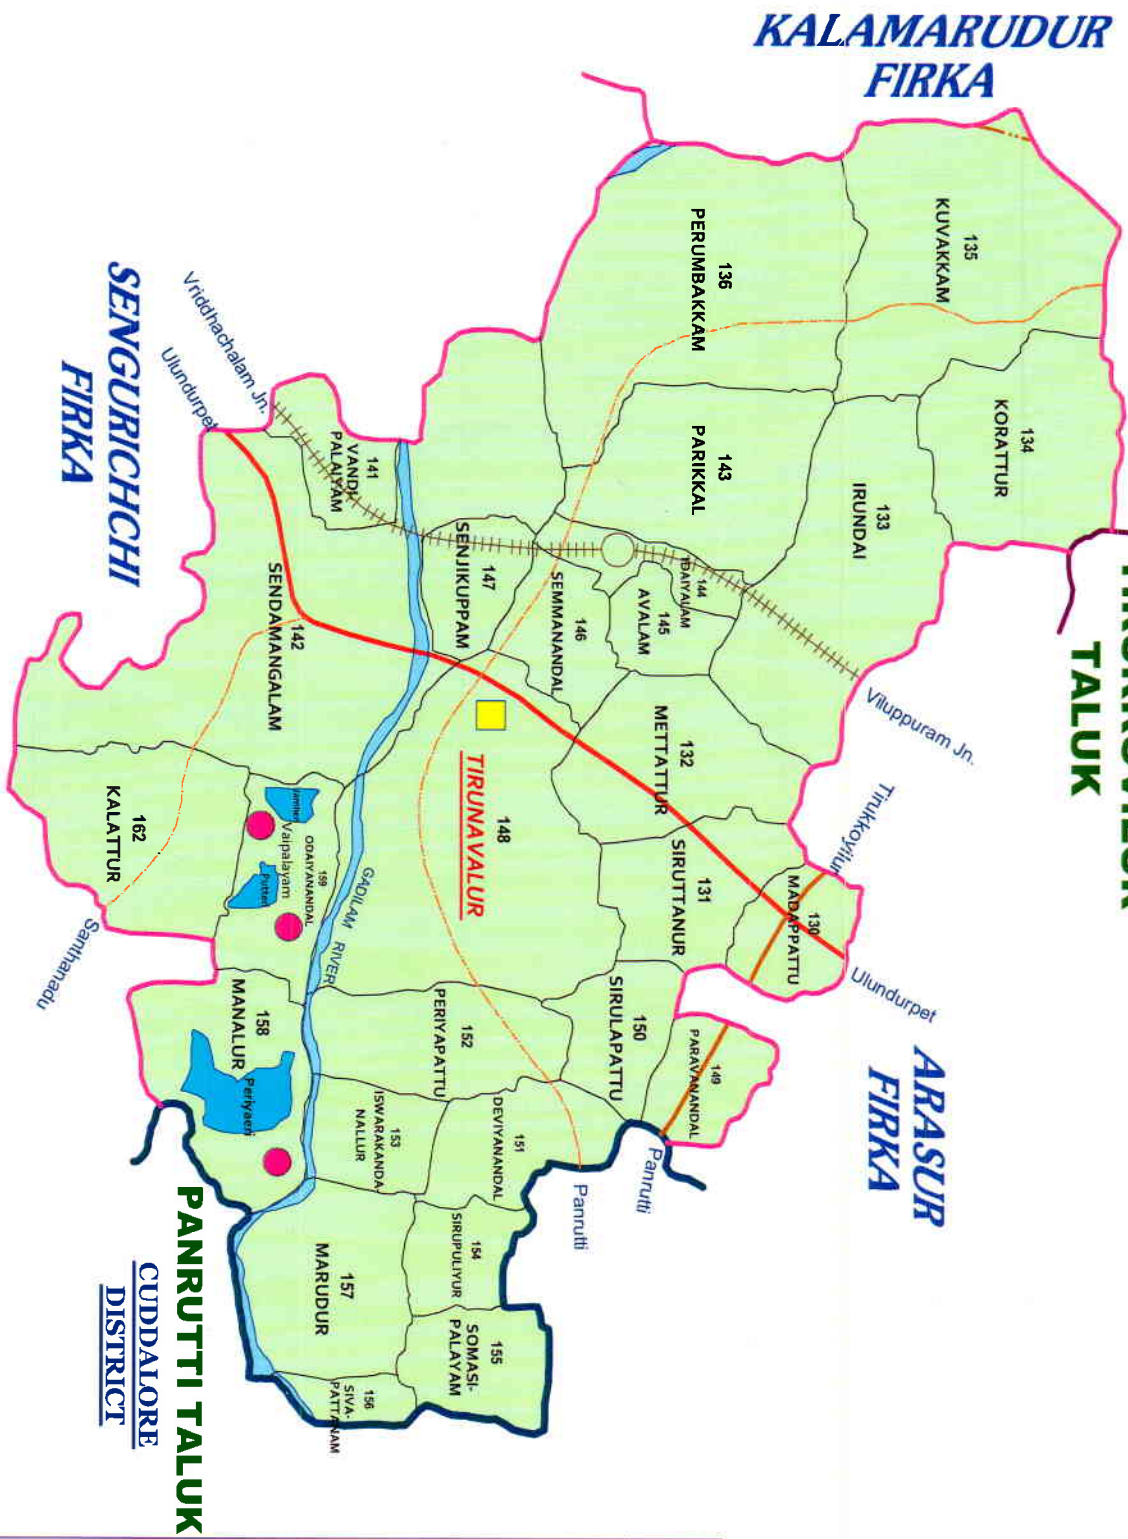 KALAMARUDUR
FIRKA
135
KUVAKKAM
136
PERUMBAKKAM
134
KORATTUR
133
IRUNDAI
143
PARIKKAL
TALUK
SENGURICHCHI
FIRKA
Vriddhachalam Jn.
Ulundurpet
141
VANDI
PALAIYAM
147
SENJIKUPPAM
144
IDAIYALAM
145
AVALAM
146
SEMMANANDAL
142
SENDAMANGALAM
132
METTATTUR
Viluppuram Jn.
Tirukkoyilur
148
TIRUNAVALUR
131
SIRUTTANUR
130
MADAPPATTU
Ulundurpet
162
KALATTUR
Santhanadu
159
ODAIYANANDAL
Vaipalayam
Putteri
GADILAM RIVER
158
MANALUR
Periyaeri
152
PERIYAPATTU
150
SIRULAPATTU
149
PARAVANANDAL
ARASUR
FIRKA
153
ISWARAKANDA
NALLUR
151
DEVIYANANDAL
Panrutti
Panrutti
154
SIRUPULIYUR
157
MARUDUR
155
SOMASI-
PALAYAM
156
SIVA-
PATTANAM
PANRUTTI TALUK
CUDDALORE
DISTRICT